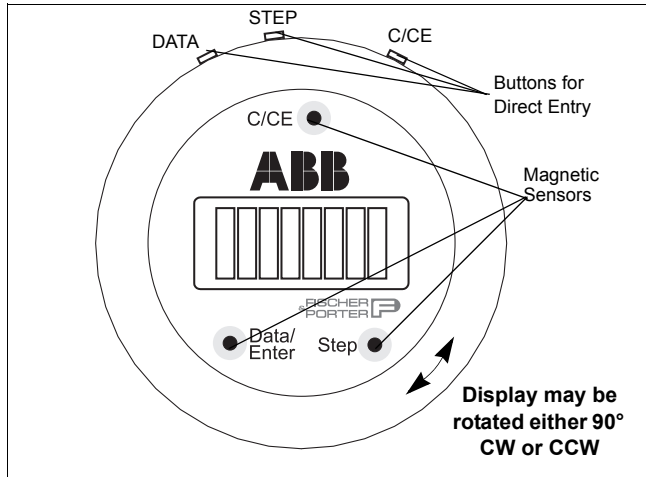 STEP
DATA
C/CE
Buttons for
Direct Entry
C/CE
ABB
Magnetic
Sensors
FISCHER
& PORTER
Data/
Enter
Step
Display may be
rotated either 90°
CW or CCW